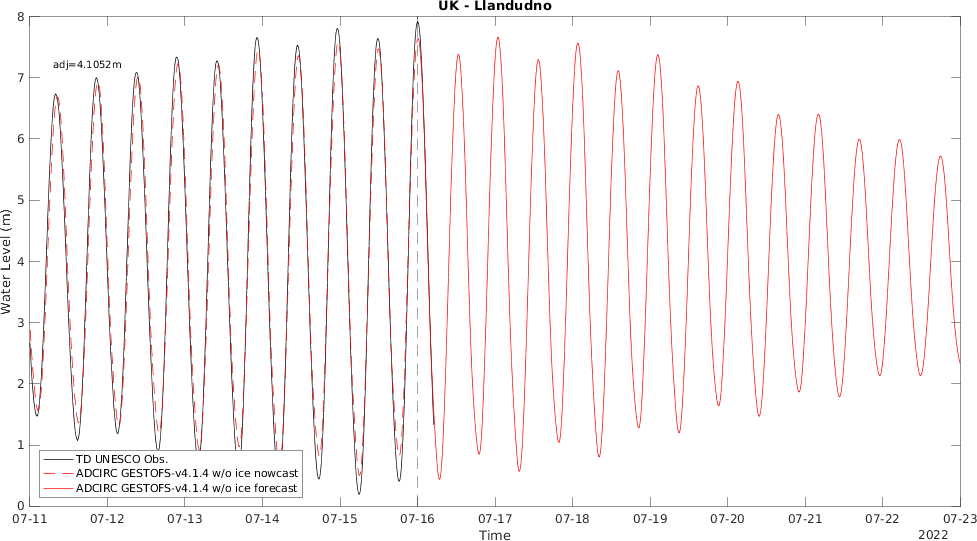 UK - Llandudno
adj=4.1052m
Water Level (m)
8
7
6
5
4
3
2
1
0
TD UNESCO Obs.
ADCIRC GESTOFS-v4.1.4 w/o ice nowcast
ADCIRC GESTOFS-v4.1.4 w/o ice forecast
07-11 07-12 07-13 07-14 07-15 07-16 07-17 07-18 07-19 07-20 07-21 07-22 07-23
Time
2022